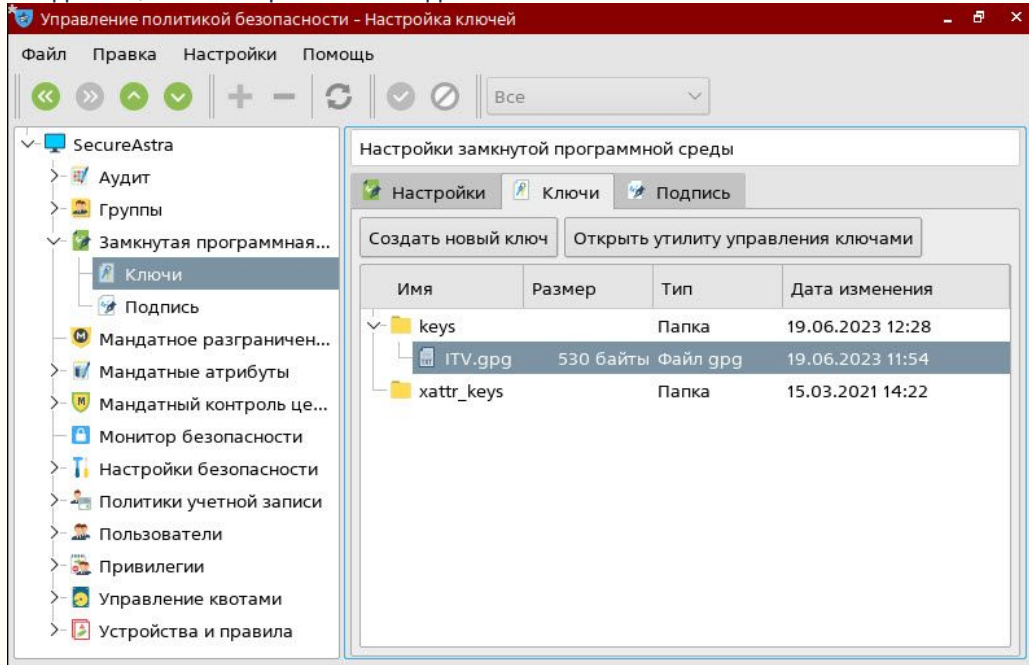 Управление политикой безопасности – Настройка ключей
Файл Правка Настройки Помощь
Все
SecureAstra
Аудит
Группы
Замкнутая программная...
Ключи
Подпись
Мандатное разграничен...
Мандатные атрибуты
Мандатный контроль це...
Монитор безопасности
Настройки безопасности
Политики учетной записи
Пользователи
Привилегии
Управление квотами
Устройства и правила
Настройки замкнутой программной среды
Настройки Ключи Подпись
Создать новый ключ Открыть утилиту управления ключами
Имя Размер Тип Дата изменения
keys Папка 19.06.2023 12:28
ITV.gpg 530 байты Файл gpg 19.06.2023 11:54
xattr_keys Папка 15.03.2021 14:22